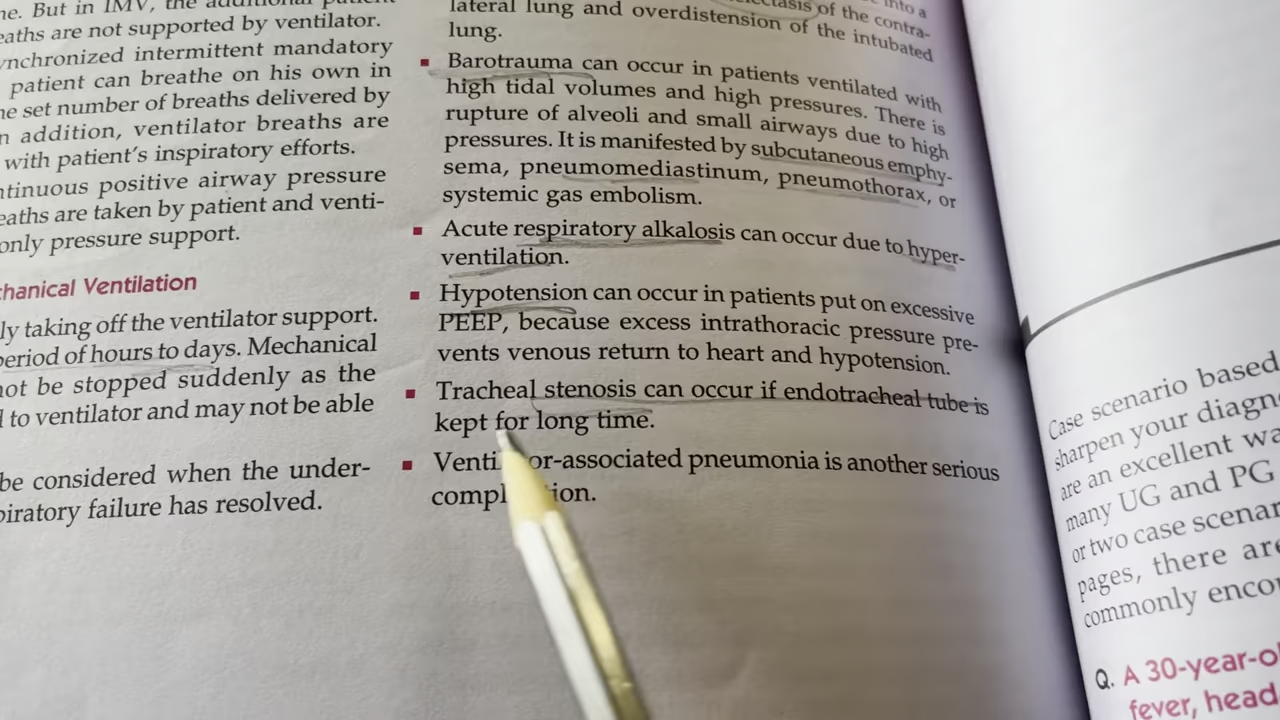 ne. But in IMV, the additional patient
eaths are not supported by ventilator.
ynchronized intermittent mandatory
patient can breathe on his own in
ne set number of breaths delivered by
n addition, ventilator breaths are
with patient's inspiratory efforts.
ntinuous positive airway pressure
eaths are taken by patient and venti-
only pressure support.
chanical Ventilation
ly taking off the ventilator support.
period of hours to days. Mechanical
not be stopped suddenly as the
l to ventilator and may not be able
be considered when the under-
piratory failure has resolved.
into a
of the contra-
lateral lung and overdistension of the intubated
lung.
Barotrauma can occur in patients ventilated with
high tidal volumes and high pressures. There is
rupture of alveoli and small airways due to high
pressures. It is manifested by subcutaneous emphy-
sema, pneumomediastinum, pneumothorax, or
systemic gas embolism.
Acute respiratory alkalosis can occur due to hyper-
ventilation.
Hypotension can occur in patients put on excessive
PEEP, because excess intrathoracic pressure pre-
vents venous return to heart and hypotension.
Tracheal stenosis can occur if endotracheal tube is
kept for long time.
Venti or-associated pneumonia is another serious
compl ion.
Case scenario based
sharpen your diagn
are an excellent wa
many UG and PG
or two case scenar
pages, there are
commonly enco
Q. A 30-year-ol
fever, head